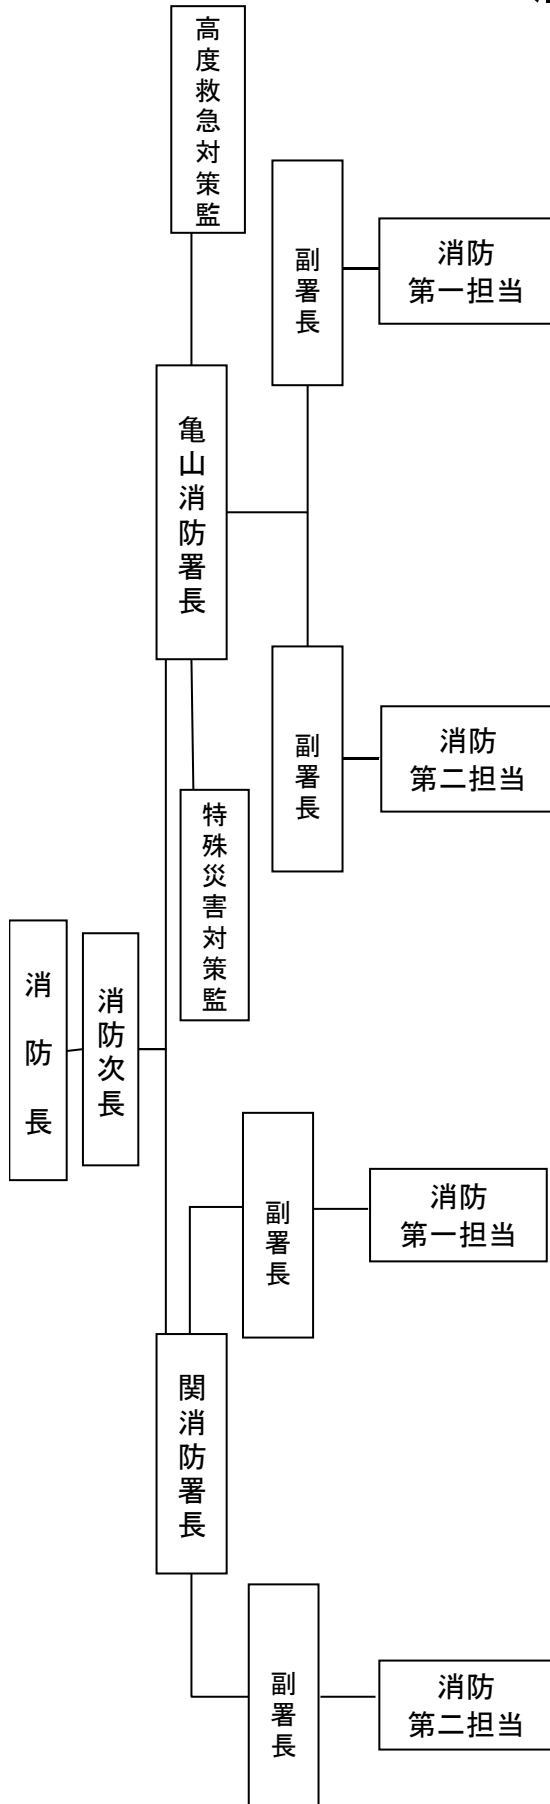 高度救急対策監
副署長
消防
第一担当
亀山消防署長
副署長
消防
第二担当
特殊災害対策監
消防長
消防次長
副署長
消防
第一担当
関消防署長
副署長
消防
第二担当